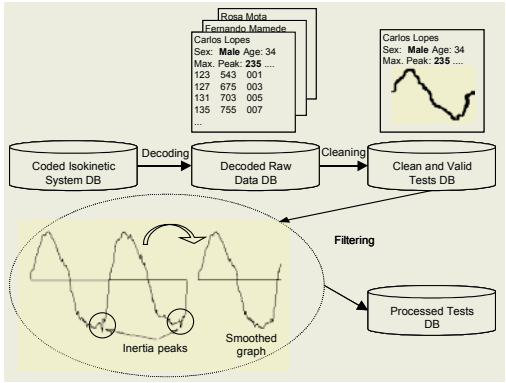 Rosa Mota
Fernando Mamede
Carlos Lopes
Sex: Male Age: 34
Max. Peak: 235 ....
123 543 001
127 675 003
131 703 005
135 755 007
...
Carlos Lopes
Sex: Male Age: 34
Max. Peak: 235 ....
Coded Isokinetic
System DB
Decoding
Decoded Raw
Data DB
Cleaning
Clean and Valid
Tests DB
Filtering
Inertia peaks
Smoothed
graph
Processed Tests
DB